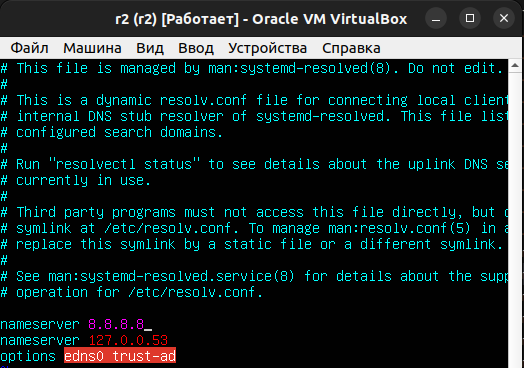 r2 (r2) [Работает] - Oracle VM VirtualBox
Файл Машина Вид Ввод Устройства Справка
# This file is managed by man:systemd-resolved(8). Do not edit.
#
# This is a dynamic resolv.conf file for connecting local client
# internal DNS stub resolver of systemd-resolved. This file list
# configured search domains.
#
# Run "resolvectl status" to see details about the uplink DNS se
# currently in use.
#
# Third party programs must not access this file directly, but o
# symlink at /etc/resolv.conf. To manage man:resolv.conf(5) in a
# replace this symlink by a static file or a different symlink.
#
# See man:systemd-resolved.service(8) for details about the supp
# operation for /etc/resolv.conf.
nameserver 8.8.8.8_
nameserver 127.0.0.53
options edns0 trust-ad